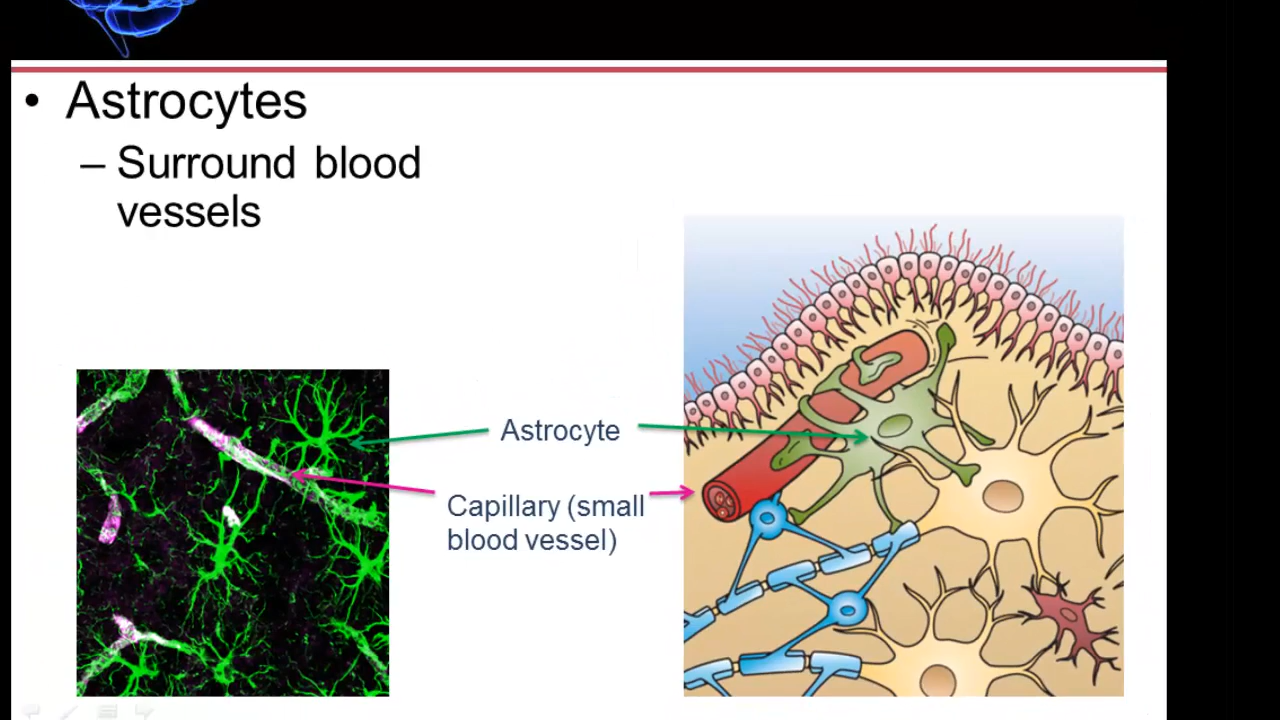 • Astrocytes
– Surround blood
vessels
Astrocyte
Capillary (small
blood vessel)